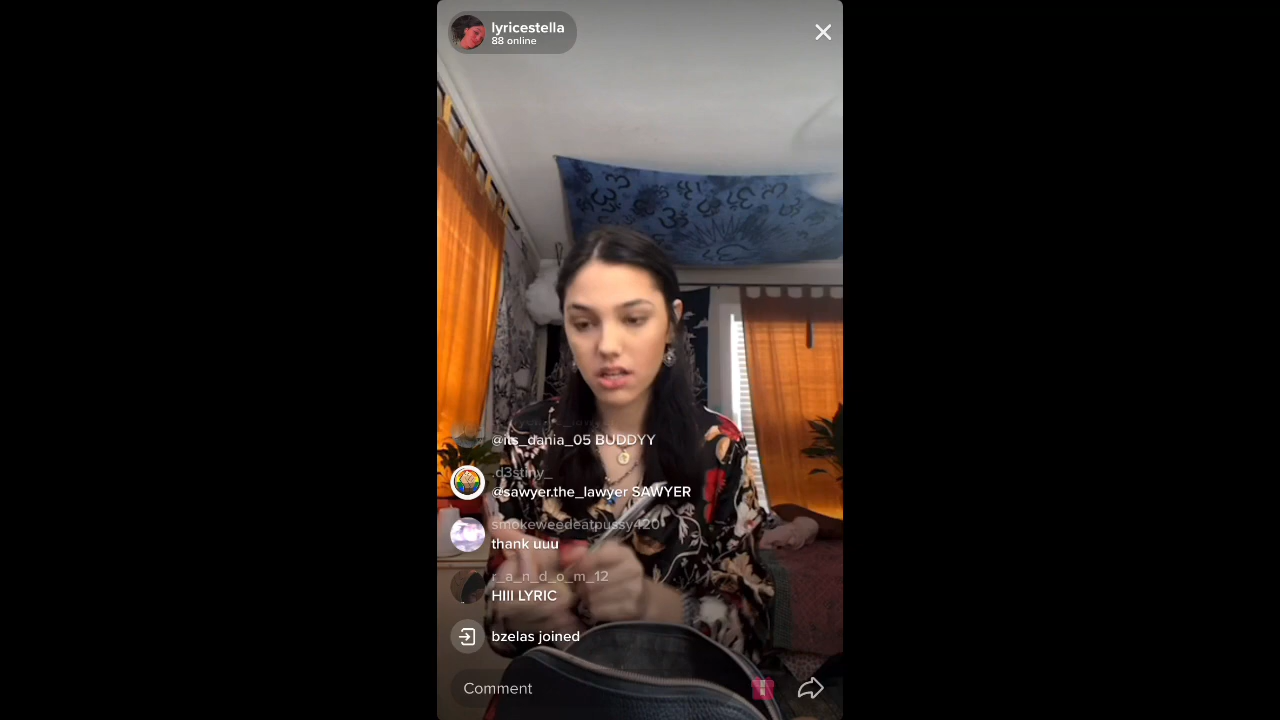 lyricestella
88 online
@its_dania_05 BUDDYY
.d3stiny_
@sawyer.the_lawyer SAWYER
smokeweedeatpussy420
thank uuu
r_a_n_d_o_m_12
HIII LYRIC
bzelas joined
Comment